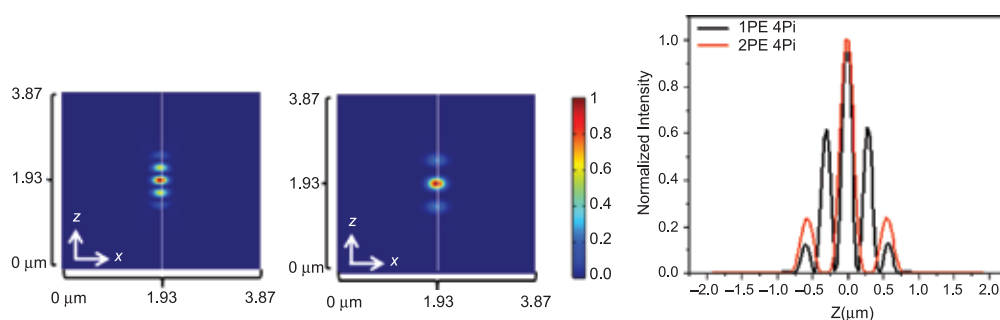 3.87
1.93
0 μm
z
x
0 μm
1.93
3.87
3.87
1.93
0 μm
z
x
0 μm
1.93
3.87
1
0.8
0.6
0.4
0.2
0.0
1PE 4Pi
2PE 4Pi
Normalized Intensity
1.0
0.8
0.6
0.4
0.2
0.0
–2.0 –1.5 –1.0 –0.5 0.0 0.5 1.0 1.5 2.0
Z(μm)